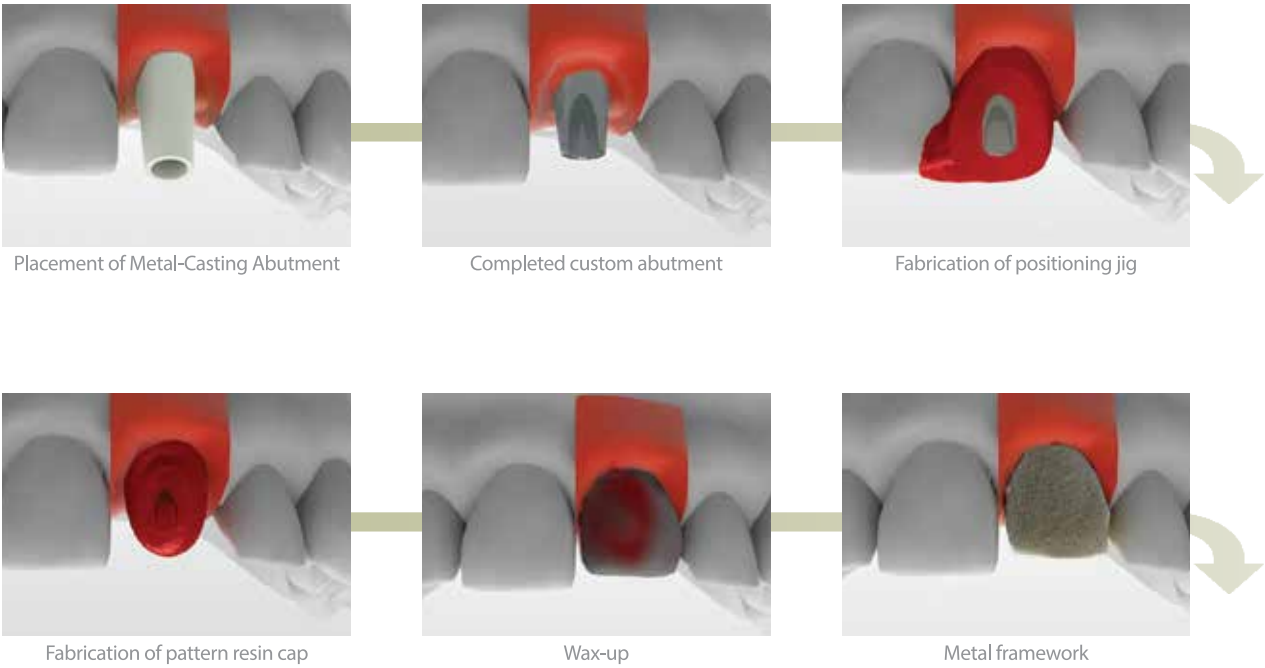 Placement of Metal-Casting Abutment
Completed custom abutment
Fabrication of positioning jig
Fabrication of pattern resin cap
Wax-up
Metal framework